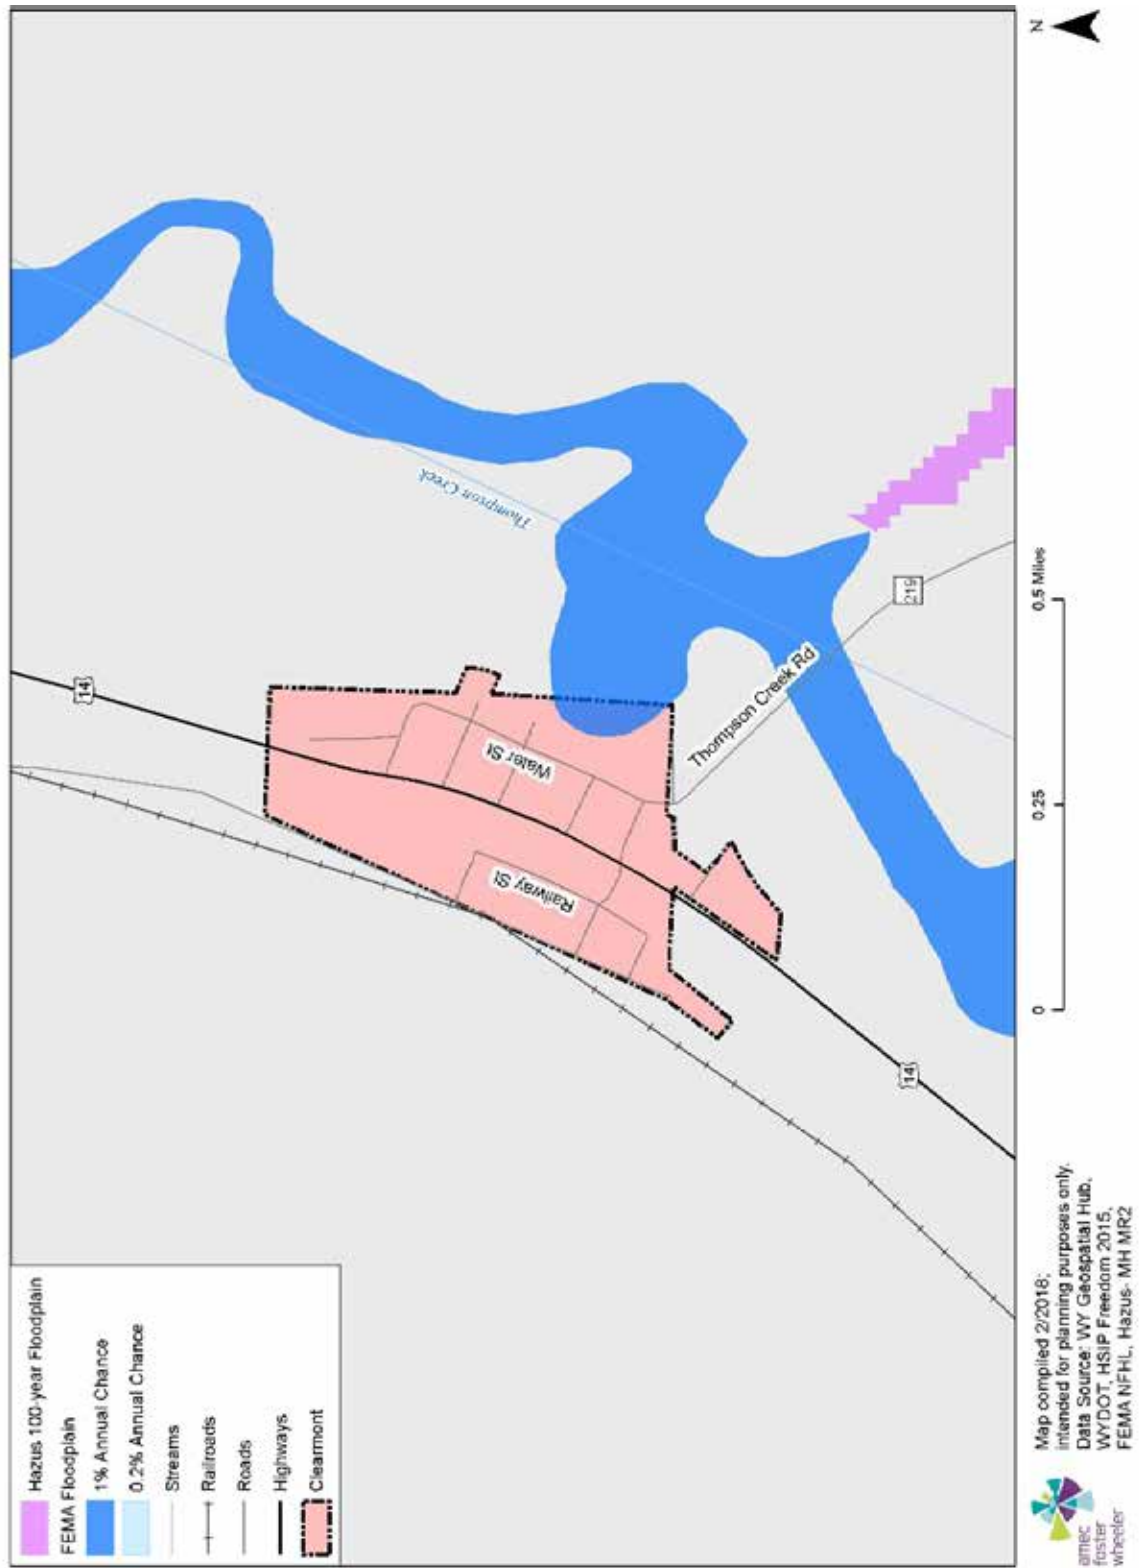 Hazus 100-year Floodplain
FEMA Floodplain
1% Annual Chance
0.2% Annual Chance
Streams
Railroads
Roads
Highways
Clearmont
14
Thompson Creek
Water St
Railway St
Thompson Creek Rd
219
14
amec
foster
wheeler
Map compiled 2/2018;
intended for planning purposes only.
Data Source: WY Geospatial Hub,
WYDOT, HSIP Freedom 2015,
FEMA NFHL, Hazus- MH MR2
0
0.25
0.5 Miles
N